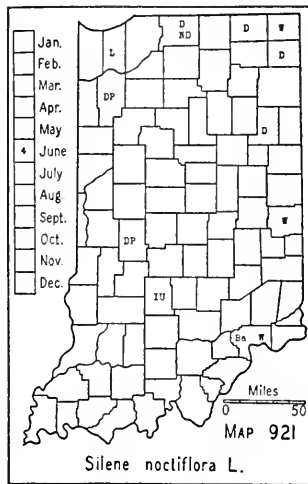 Jan.
Feb.
Mar.
Apr.
May
4 June
July
Aug.
Sept.
Oct.
Nov.
Dec.
D
ND
D W
L
D
DP
D
W
DP
IU
Ba W
Miles
0 50
MAP 921
Silene noctiflora L.